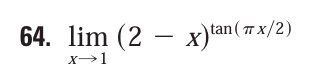 64. lim (2 − x)^tan(πx/2)
x→1